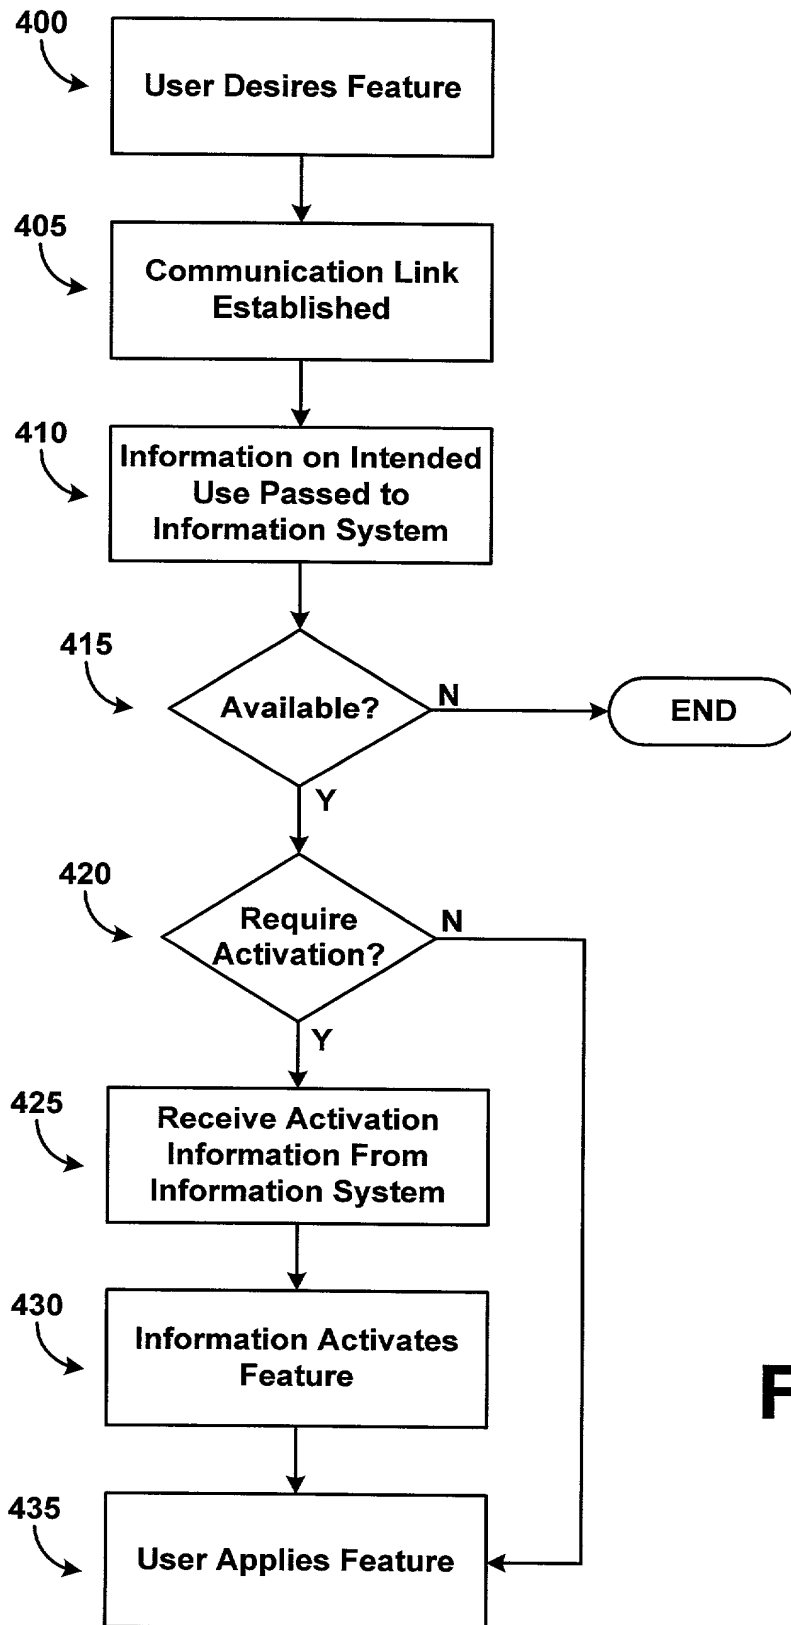 400
User Desires Feature
405
Communication Link
Established
410
Information on Intended
Use Passed to
Information System
415
Available?
N
END
Y
420
Require
Activation?
N
Y
425
Receive Activation
Information From
Information System
430
Information Activates
Feature
F
435
User Applies Feature